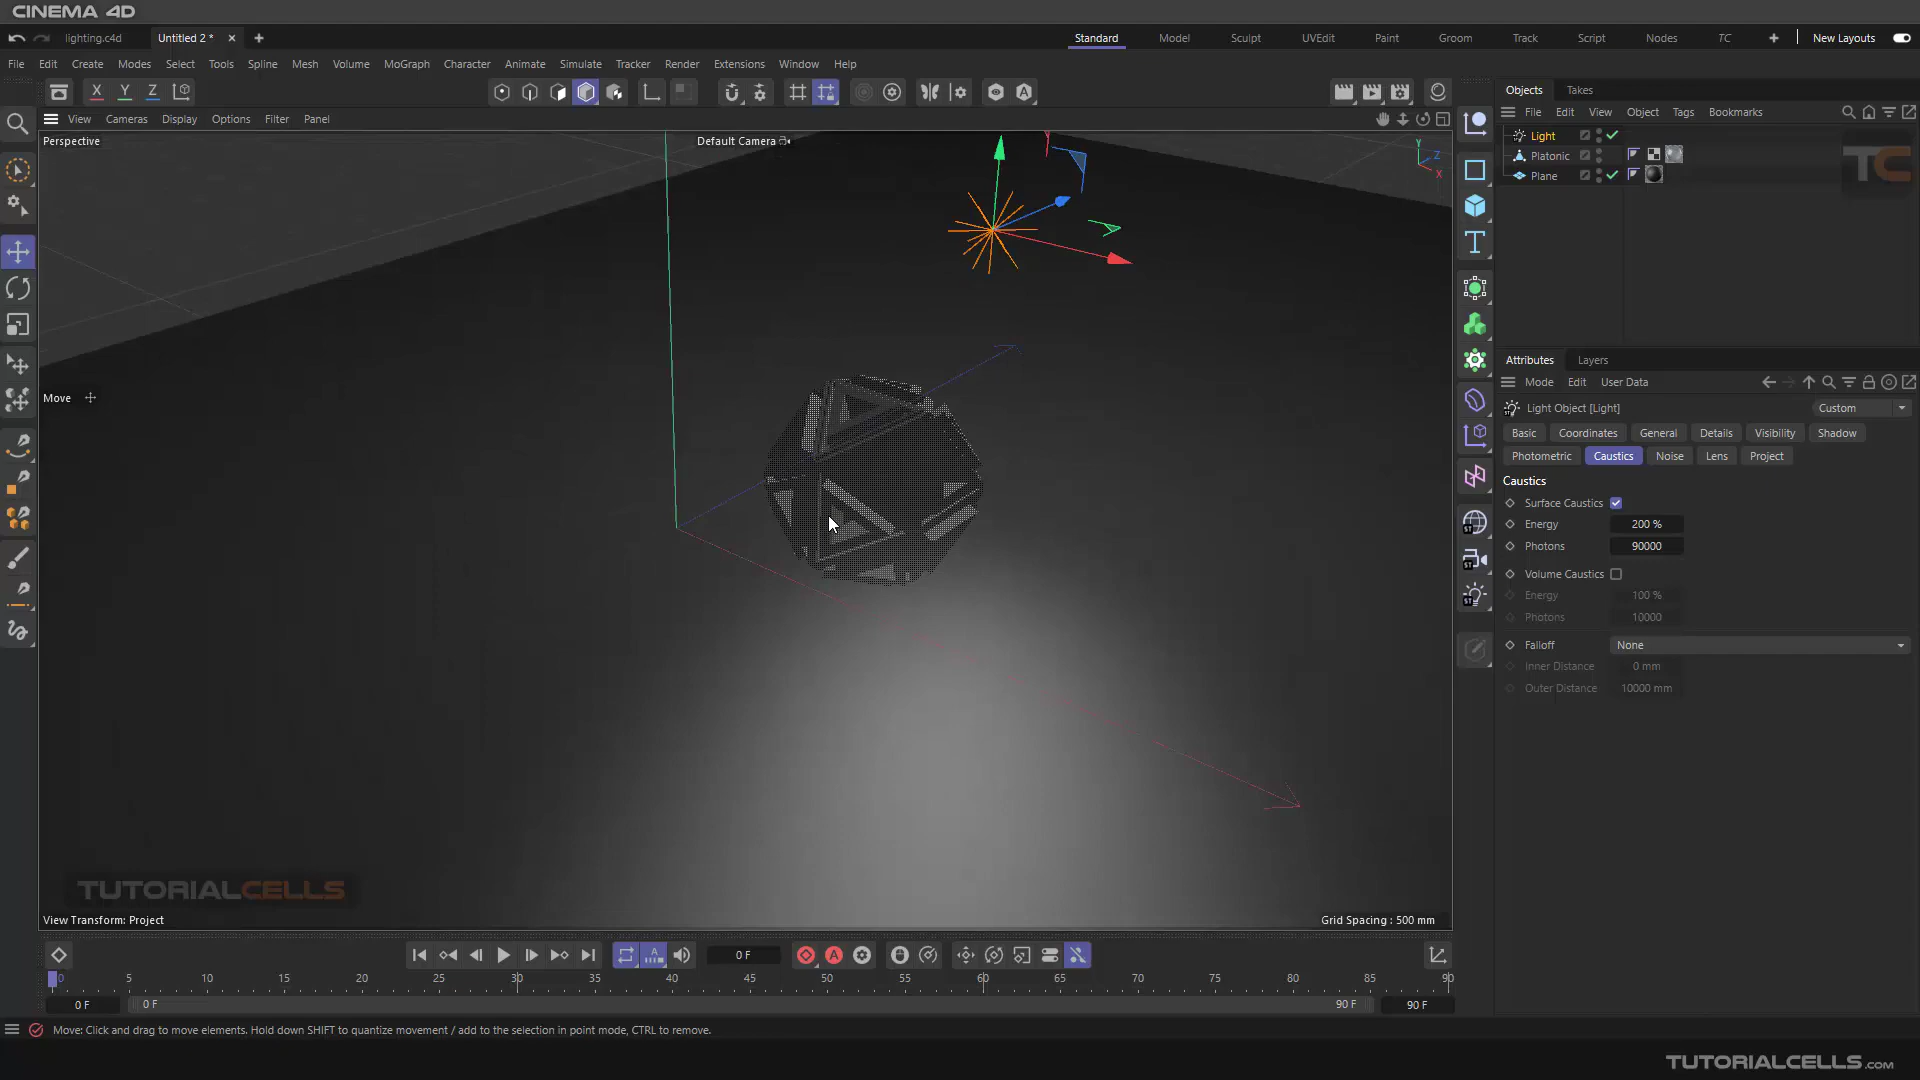 CINEMA 4D
lighting.c4d
Untitled 2 *
Standard
Model
Sculpt
UVEdit
Paint
Groom
Track
Script
Nodes
TC
New Layouts
File Edit Create Modes Select Tools Spline Mesh Volume MoGraph Character Animate Simulate Tracker Render Extensions Window Help
X Y Z
Objects Takes
File Edit View Object Tags Bookmarks
View Cameras Display Options Filter Panel
Perspective
Default Camera
Y
Z
X
Light
Platonic
Plane
TC
Move
Attributes Layers
Mode Edit User Data
Light Object [Light]
Custom
Basic Coordinates General Details Visibility Shadow
Photometric Caustics Noise Lens Project
Caustics
Surface Caustics
Energy 200 %
Photons 90000
Volume Caustics
Energy 100 %
Photons 10000
Falloff None
Inner Distance 0 mm
Outer Distance 10000 mm
ST
ST
ST
TUTORIALCELLS
View Transform: Project
Grid Spacing : 500 mm
0 F
0 5 10 15 20 25 30 35 40 45 50 55 60 65 70 75 80 85 90
0 F
0 F
90 F
90 F
Move: Click and drag to move elements. Hold down SHIFT to quantize movement / add to the selection in point mode, CTRL to remove.
TUTORIALCELLS.COM